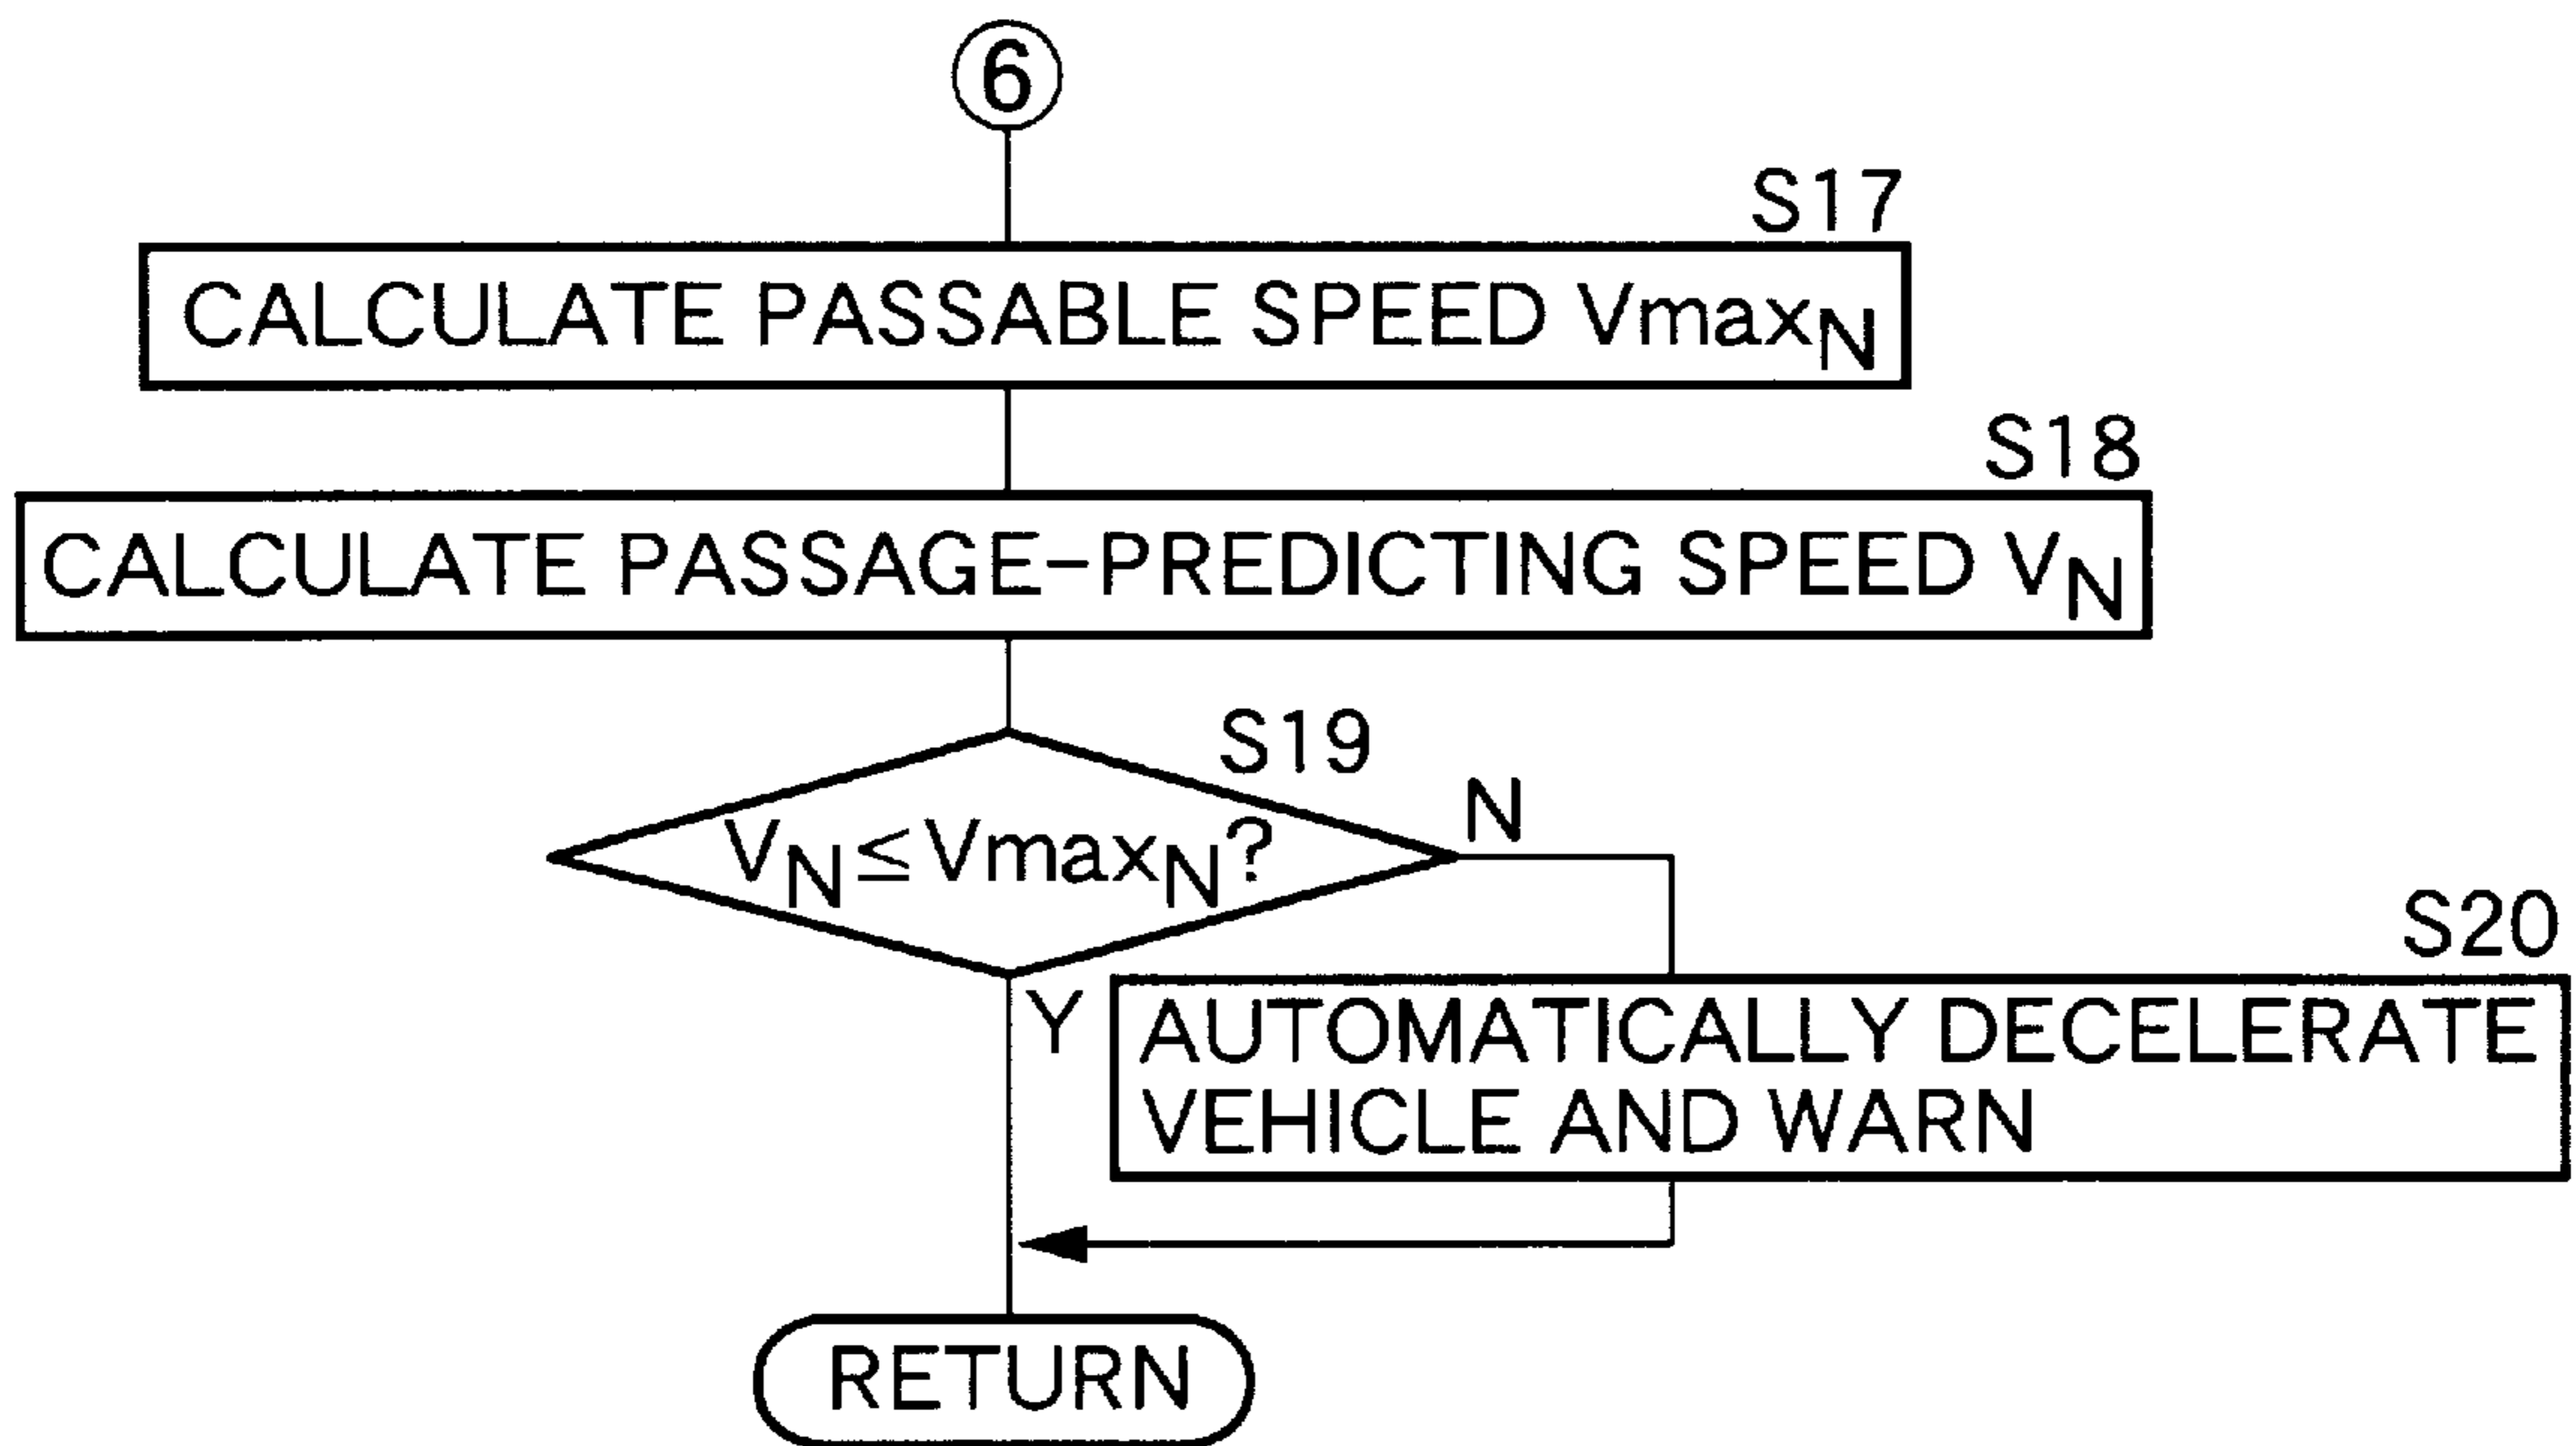 6
S17
CALCULATE PASSABLE SPEED VmaxN
S18
CALCULATE PASSAGE-PREDICTING SPEED VN
S19
VN≤VmaxN?
N
S20
Y
AUTOMATICALLY DECELERATE
VEHICLE AND WARN
RETURN